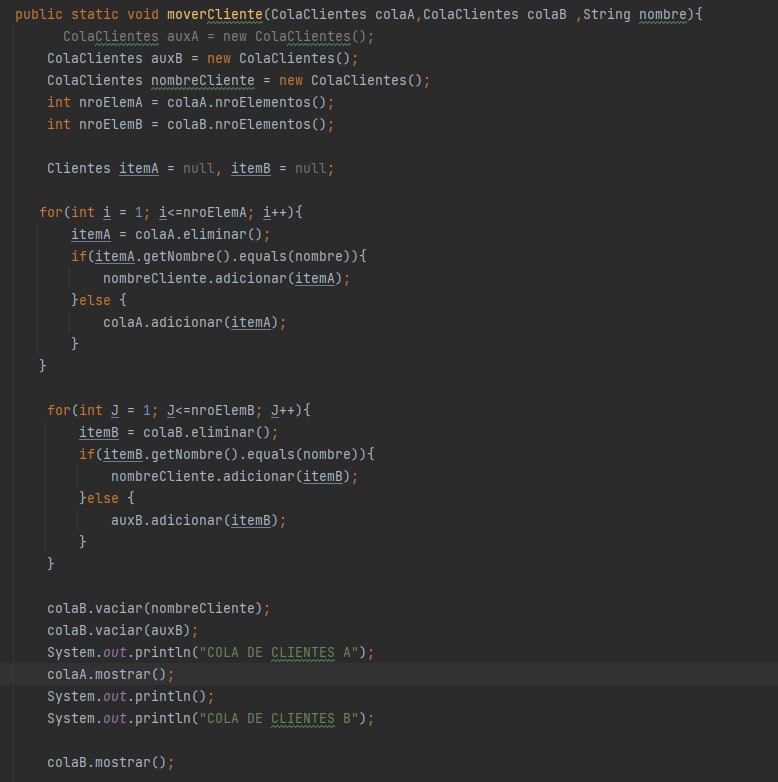 public static void moverCliente(ColaClientes colaA,ColaClientes colaB ,String nombre){
      ColaClientes auxA = new ColaClientes();
    ColaClientes auxB = new ColaClientes();
    ColaClientes nombreCliente = new ColaClientes();
    int nroElemA = colaA.nroElementos();
    int nroElemB = colaB.nroElementos();

    Clientes itemA = null, itemB = null;

   for(int i = 1; i<=nroElemA; i++){
       itemA = colaA.eliminar();
       if(itemA.getNombre().equals(nombre)){
           nombreCliente.adicionar(itemA);
       }else {
           colaA.adicionar(itemA);
       }
   }

    for(int J = 1; J<=nroElemB; J++){
        itemB = colaB.eliminar();
        if(itemB.getNombre().equals(nombre)){
            nombreCliente.adicionar(itemB);
        }else {
            auxB.adicionar(itemB);
        }
    }

    colaB.vaciar(nombreCliente);
    colaB.vaciar(auxB);
    System.out.println("COLA DE CLIENTES A");
    colaA.mostrar();
    System.out.println();
    System.out.println("COLA DE CLIENTES B");

    colaB.mostrar();